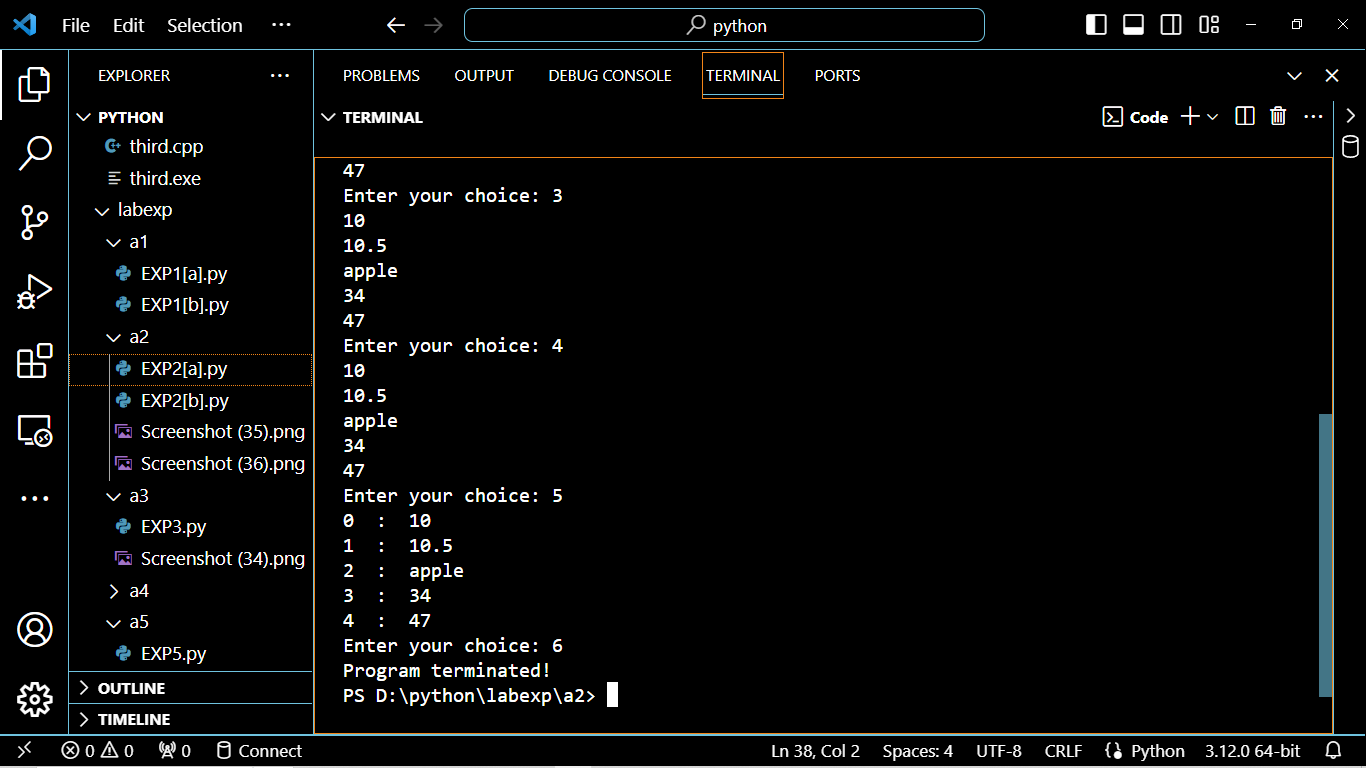 File Edit Selection ···
python
EXPLORER ···
PYTHON
third.cpp
third.exe
labexp
a1
EXP1[a].py
EXP1[b].py
a2
EXP2[a].py
EXP2[b].py
Screenshot (35).png
Screenshot (36).png
a3
EXP3.py
Screenshot (34).png
a4
a5
EXP5.py
OUTLINE
TIMELINE
PROBLEMS OUTPUT DEBUG CONSOLE TERMINAL PORTS
TERMINAL
Code
47
Enter your choice: 3
10
10.5
apple
34
47
Enter your choice: 4
10
10.5
apple
34
47
Enter your choice: 5
0  :  10
1  :  10.5
2  :  apple
3  :  34
4  :  47
Enter your choice: 6
Program terminated!
PS D:\python\labexp\a2>
0 0 0 Connect Ln 38, Col 2 Spaces: 4 UTF-8 CRLF Python 3.12.0 64-bit